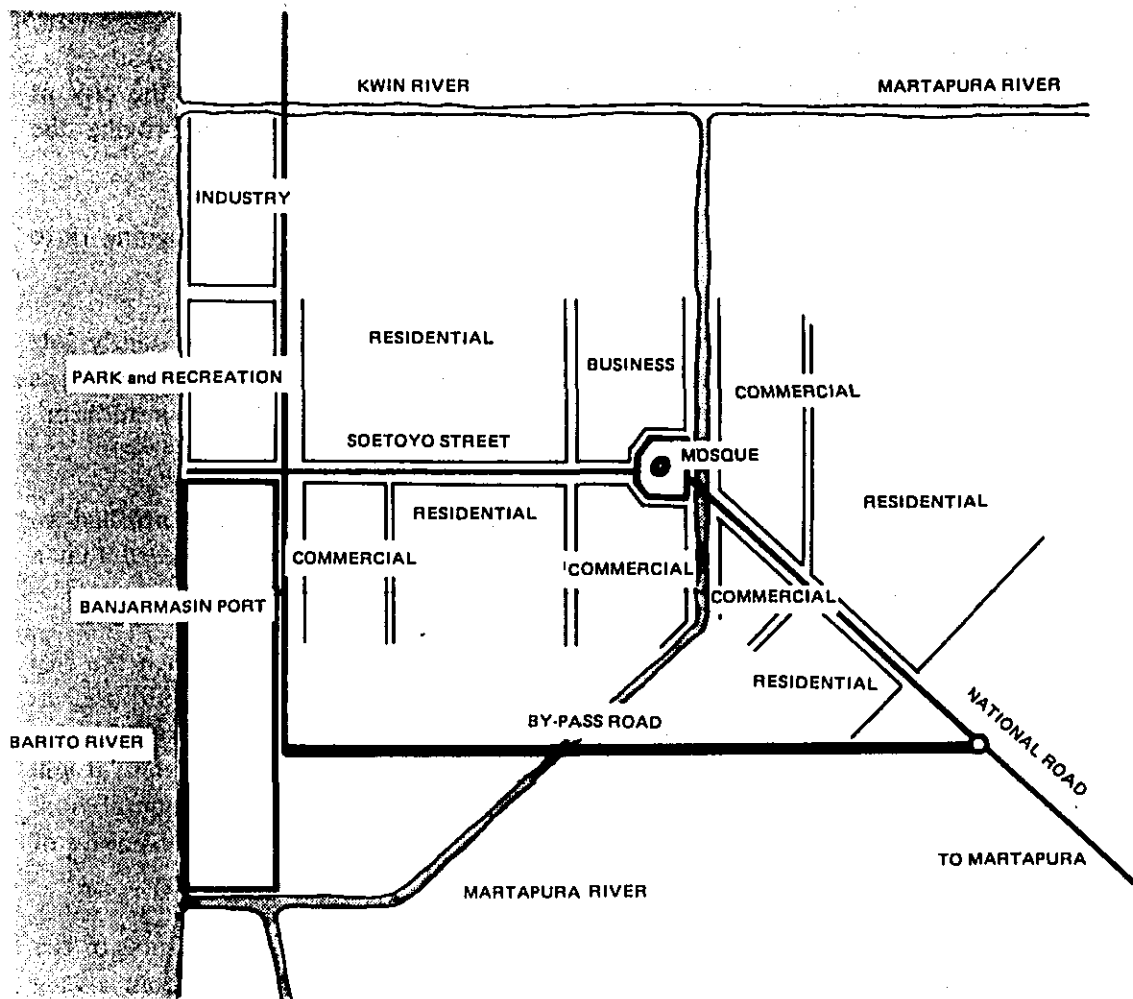 KWIN RIVER
MARTAPURA RIVER
INDUSTRY
RESIDENTIAL
BUSINESS
PARK and RECREATION
COMMERCIAL
SOETOYO STREET
MOSQUE
RESIDENTIAL
RESIDENTIAL
COMMERCIAL
COMMERCIAL
BANJARMASIN PORT
COMMERCIAL
RESIDENTIAL
BY-PASS ROAD
NATIONAL ROAD
BARITO RIVER
TO MARTAPURA
MARTAPURA RIVER